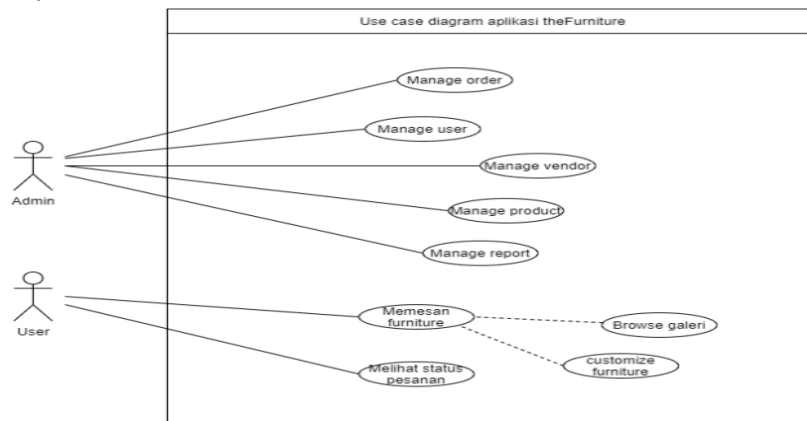 Use case diagram aplikasi theFurniture
Manage order
Manage user
Manage vendor
Admin
Manage product
Manage report
User
Memesan
furniture
Browse galeri
Melihat status
pesanan
customize
furniture